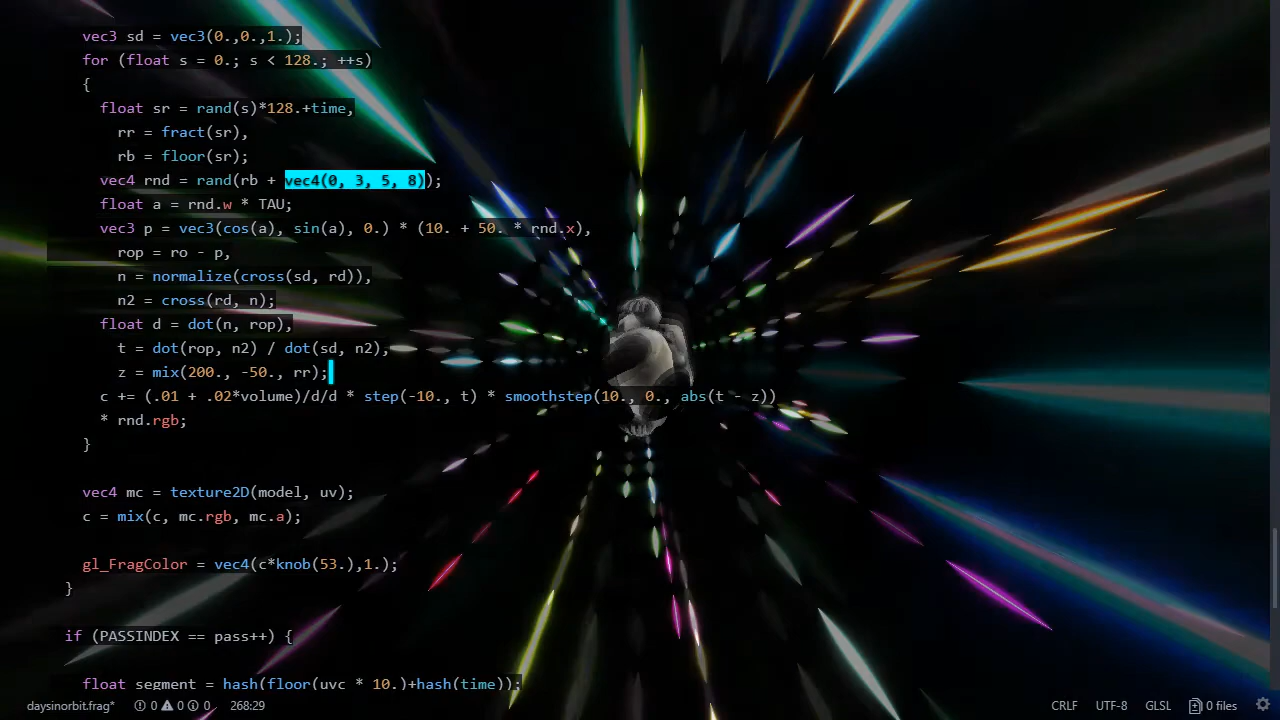 vec3 sd = vec3(0.,0.,1.);
for (float s = 0.; s < 128.; ++s)
{
float sr = rand(s)*128.+time,
rr = fract(sr),
rb = floor(sr);
vec4 rnd = rand(rb + vec4(0, 3, 5, 8));
float a = rnd.w * TAU;
vec3 p = vec3(cos(a), sin(a), 0.) * (10. + 50. * rnd.x),
rop = ro - p,
n = normalize(cross(sd, rd)),
n2 = cross(rd, n);
float d = dot(n, rop),
t = dot(rop, n2) / dot(sd, n2),
z = mix(200., -50., rr);
c += (.01 + .02*volume)/d/d * step(-10., t) * smoothstep(10., 0., abs(t - z))
* rnd.rgb;
}
vec4 mc = texture2D(model, uv);
c = mix(c, mc.rgb, mc.a);
gl_FragColor = vec4(c*knob(53.),1.);
}
if (PASSINDEX == pass++) {
float segment = hash(floor(uvc * 10.)+hash(time));
daysinorbit.frag* 0 0 0 268:29 CRLF UTF-8 GLSL 0 files